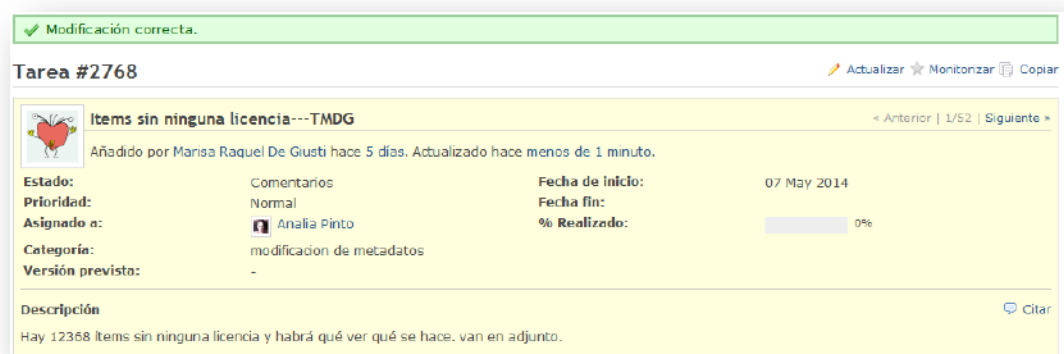 Modificación correcta.
Tarea #2768
Actualizar Monitorizar Copiar
Items sin ninguna licencia---TMDG
« Anterior | 1/52 | Siguiente »
Añadido por Marisa Raquel De Giusti hace 5 días. Actualizado hace menos de 1 minuto.
Estado: Comentarios Fecha de inicio: 07 May 2014
Prioridad: Normal Fecha fin:
Asignado a: Analia Pinto % Realizado: 0%
Categoría: modificacion de metadatos
Versión prevista: -
Descripción Citar
Hay 12368 ítems sin ninguna licencia y habrá qué ver qué se hace. van en adjunto.